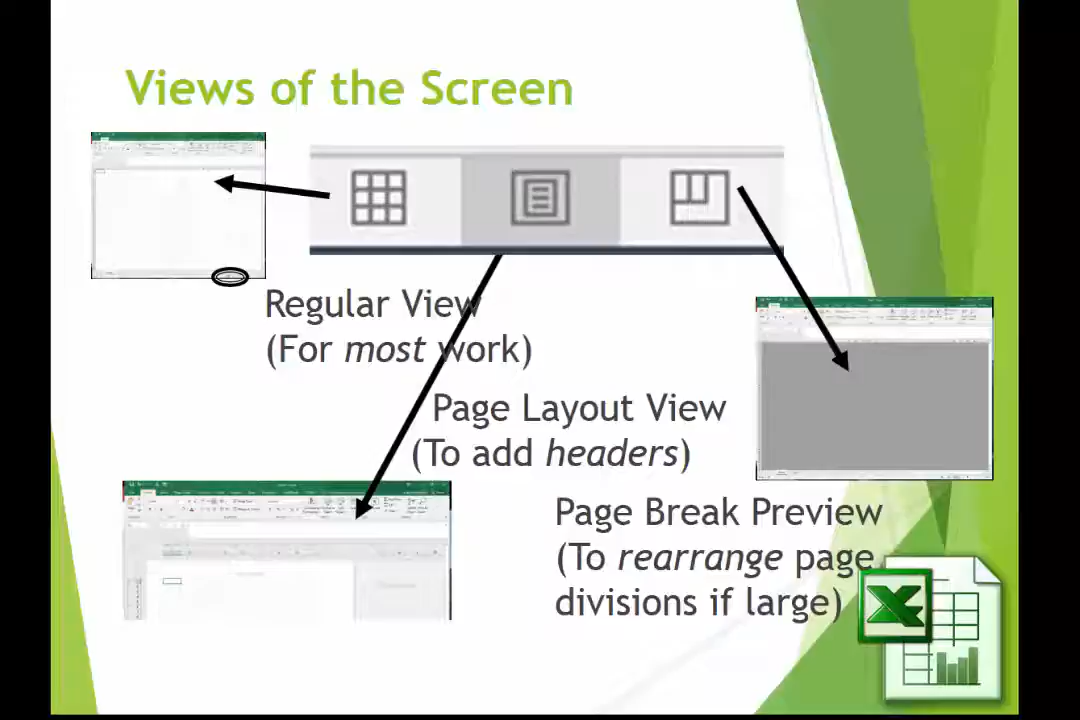 Views of the Screen
Regular View
(For most work)
Page Layout View
(To add headers)
Page Break Preview
(To rearrange page
divisions if large)